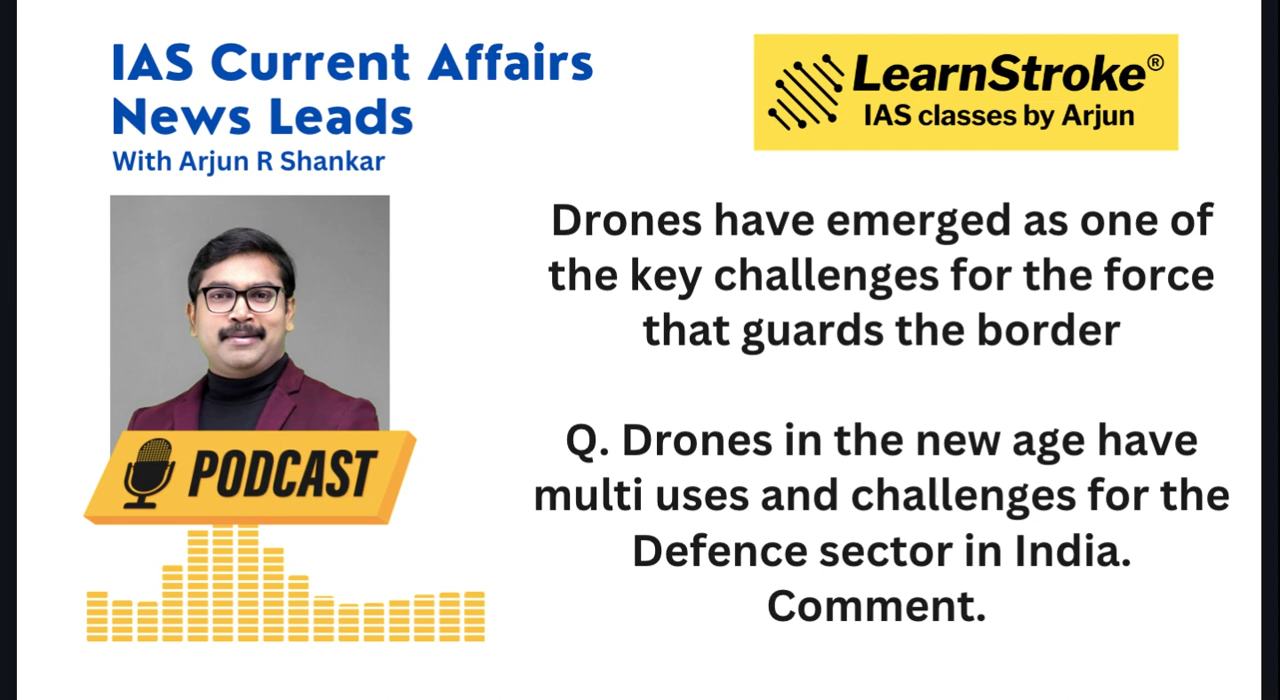 IAS Current Affairs
News Leads
With Arjun R Shankar
LearnStroke®
IAS classes by Arjun
PODCAST
Drones have emerged as one of
the key challenges for the force
that guards the border
Q. Drones in the new age have
multi uses and challenges for the
Defence sector in India.
Comment.